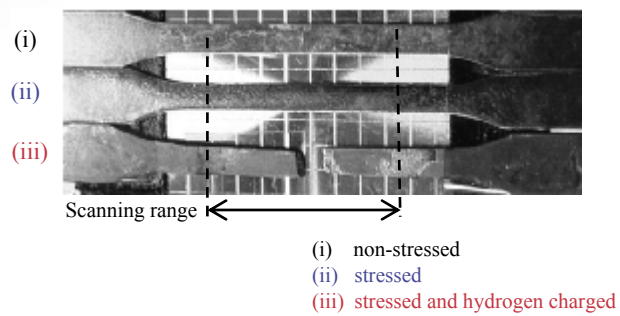 (i)
(ii)
(iii)
Scanning range
(i) non-stressed
(ii) stressed
(iii) stressed and hydrogen charged